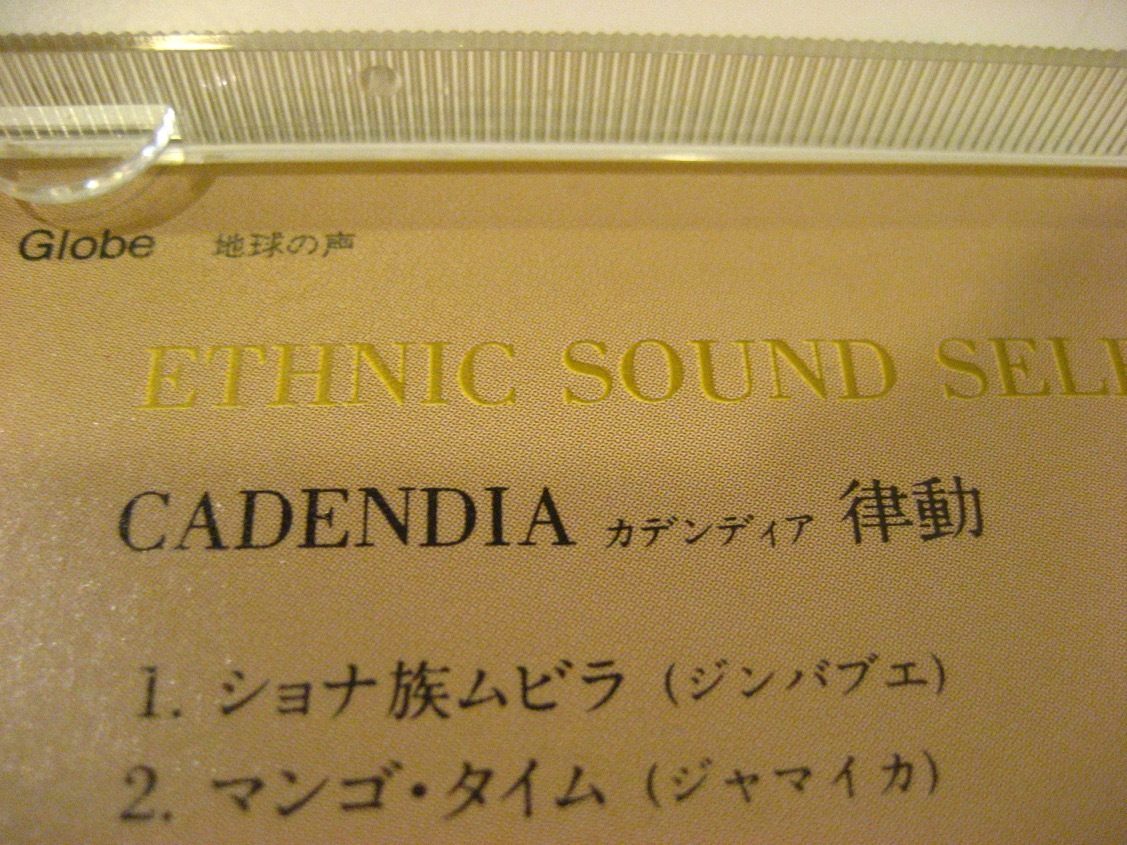 Globe 地球の声
ETHNIC SOUND
CADENDIA カデンディア 律動
1. ショナ族ムビラ (ジンバブエ)
2. マンゴ・タイム (ジャマイカ)